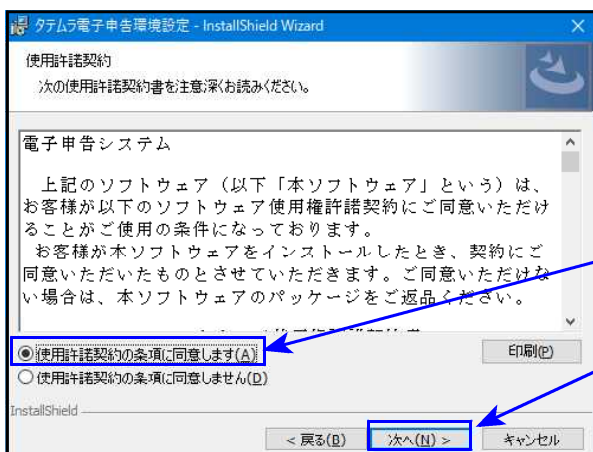 タテムラ電子申告環境設定 - InstallShield Wizard
使用許諾契約
次の使用許諾契約書を注意深くお読みください。
電子申告システム
上記のソフトウェア（以下「本ソフトウェア」という）は、
お客様が以下のソフトウェア使用権許諾契約にご同意いただけ
ることがご使用の条件になっております。
お客様が本ソフトウェアをインストールしたとき、契約にご
同意いただいたものとさせていただきます。ご同意いただけな
い場合は、本ソフトウェアのパッケージをご返品ください。
使用許諾契約の条項に同意します(A)
印刷(P)
使用許諾契約の条項に同意しません(D)
InstallShield
< 戻る(B)
次へ(N) >
キャンセル